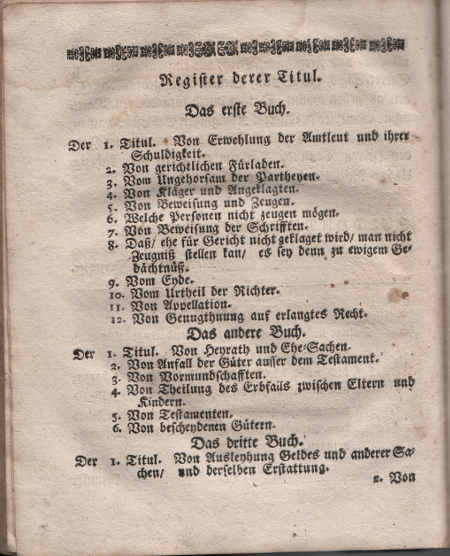 Register derer Titul.
Das erste Buch.
Der 1. Titul. Von Erwehlung der Amtleut und ihrer
Schuldigkeit.
2. Von gerichtlichen Fürladen.
3. Vom Ungehorsam der Partheyen.
4. Von Kläger und Angeklagten.
5. Von Beweisung und Zeugen.
6. Welche Personen nicht zeugen mögen.
7. Von Beweisung der Schrifften.
8. Daß/ ehe für Gericht nicht geklaget wird/ man nicht
Zeugniß stellen kan/ es sey denn zu ewigem Ge-
dächtnüß.
9. Vom Eyde.
10. Vom Urtheil der Richter.
11. Von Appellation.
12. Von Genugthuung auf erlangtes Recht.
Das andere Buch.
Der 1. Titul. Von Heyrath und Ehe-Sachen.
2. Von Anfall der Güter ausser dem Testament.
3. Von Vormundschafften.
4. Von Theilung des Erbfalls zwischen Eltern und
Kindern.
5. Von Testamenten.
6. Von bescheydenen Gütern.
Das dritte Buch.
Der 1. Titul. Von Ausleyhung Geldes und anderer Sa-
chen/ und derselben Erstattung.
2. Von